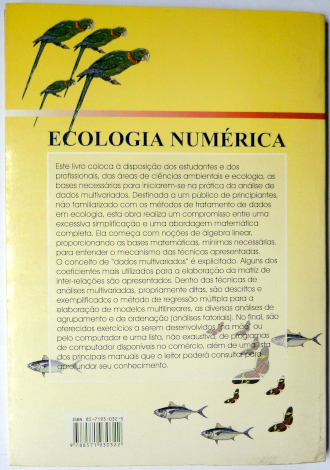 ECOLOGIA NUMÉRICA
Este livro coloca à disposição dos estudantes e dos
profissionais, das áreas de ciências ambientais e ecologia, as
bases necessárias para iniciarem-se na prática da análise de
dados multivariados. Destinada a um público de principiantes,
não familiarizado com os métodos de tratamento de dados
em ecologia, esta obra realiza um compromisso entre uma
excessiva simplificação e uma abordagem matemática
completa. Ela começa com noções de álgebra linear,
proporcionando as bases matemáticas, mínimas necessárias,
para entender o mecanismo das técnicas apresentadas.
O conceito de "dados multivariados" é explicitado. Alguns dos
coeficientes mais utilizados para a elaboração da matriz de
inter-relações são apresentados. Dentro das técnicas de
análises multivariadas, propriamente ditas, são descritos e
exemplificados o método de regressão múltipla para a
elaboração de modelos multilineares, as diversas análises de
agrupamento e de ordenação (análises fatoriais). No final, são
oferecidos exercícios a serem desenvolvidos à mão ou
pelo computador e uma lista, não exaustiva, de programas
de computador disponíveis no comércio, além de uma lista
dos principais manuais que o leitor poderá consultar para
aprofundar seu conhecimento.
ISBN: 85-7193-032-9
9788571930322